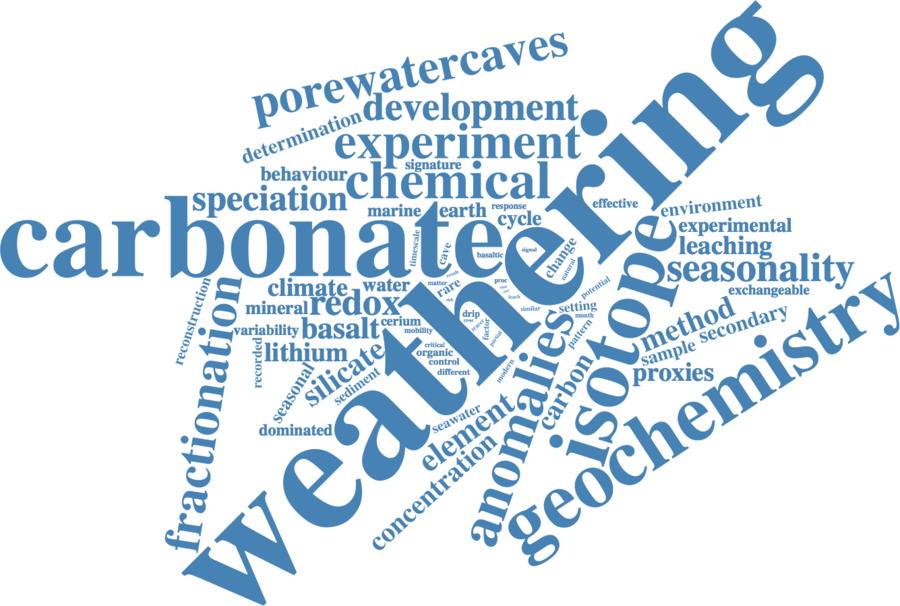 porewatercaves
development
determination
experiment
signature
behaviour
chemical
speciation
marine
earth
response
cycle
effective
environment
carbonate
weathering
experimental
leaching
timescale
cave
basaltic
signal
change
natural
isotope
seasonality
exchangeable
climate
water
matter
rare
potential
mineral
redox
similar
setting
month
reconstruction
variability
basalt
cerium
mobility
drip
factor
partial
pattern
method
secondary
sample
proxies
recorded
lithium
silicate
critical
organic
control
different
modern
carbon
seasonal
sediment
fractionation
dominated
seawater
element
concentration
anomalies
geochemistry